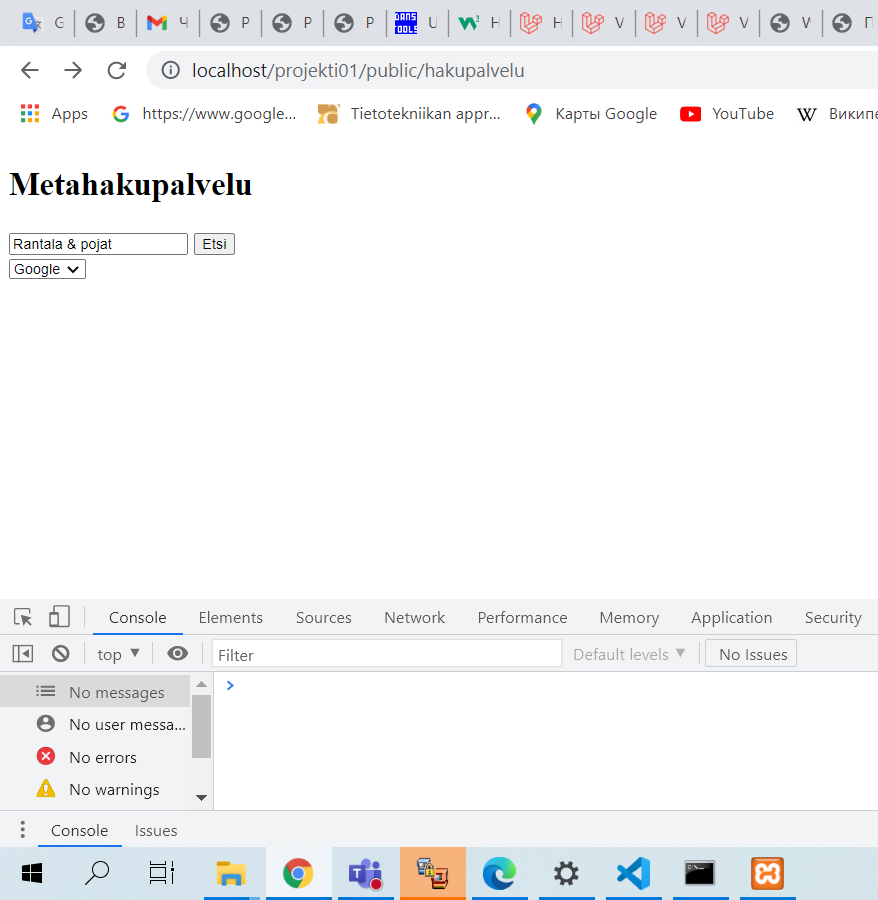 G B Ч P P P U H H V V V W П
localhost/projekti01/public/hakupalvelu
Apps https://www.google... Tietotekniikan appr... Карты Google YouTube Википе
Metahakupalvelu
Rantala & pojat Etsi
Google
Console Elements Sources Network Performance Memory Application Security
top Filter Default levels No Issues
No messages
No user messa...
No errors
No warnings
Console Issues